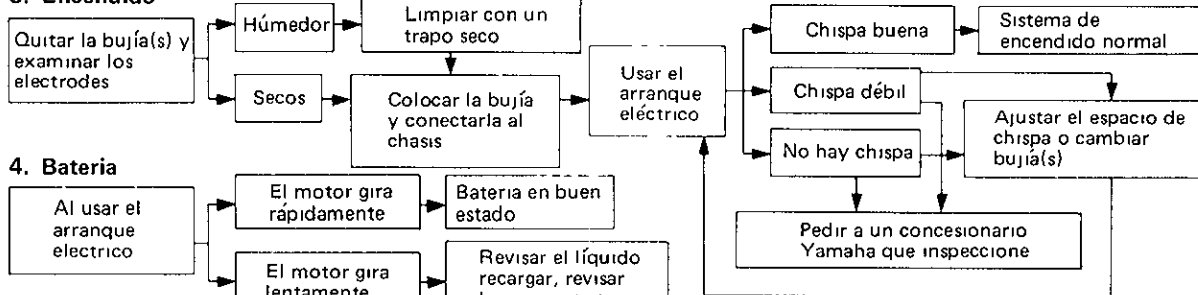 Quitar la bujía(s) y
examinar los
electrodes
Húmedor
Limpiar con un
trapo seco
Secos
Colocar la bujía
y conectarla al
chasis
Usar el
arranque
eléctrico
Chispa buena
Sistema de
encendido normal
Chispa débil
No hay chispa
Ajustar el espacio de
chispa o cambiar
bujía(s)
Pedir a un concesionario
Yamaha que inspeccione
4. Bateria
Al usar el
arranque
electrico
El motor gira
rápidamente
Bateria en buen
estado
El motor gira
lentamente
Revisar el líquido
recargar, revisar